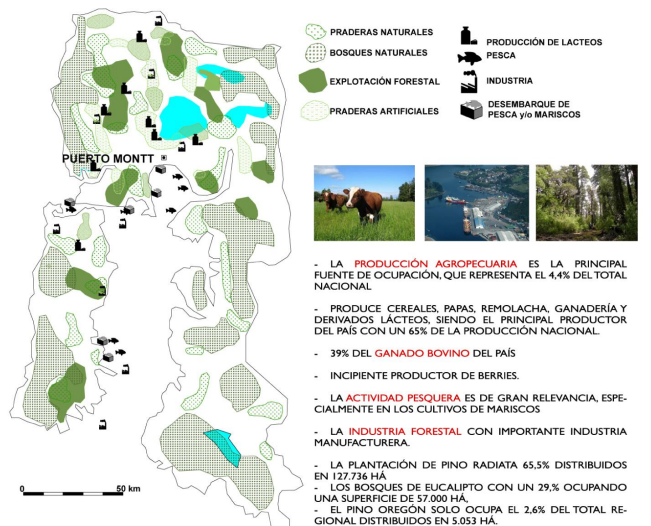 PRADERAS NATURALES
BOSQUES NATURALES
EXPLOTACIÓN FORESTAL
PRADERAS ARTIFICIALES
PRODUCCIÓN DE LACTEOS
PESCA
INDUSTRIA
DESEMBARQUE DE
PESCA y/o MARISCOS
PUERTO MONTT
0
50 km
- LA PRODUCCIÓN AGROPECUARIA ES LA PRINCIPAL
FUENTE DE OCUPACIÓN, QUE REPRESENTA EL 4,4% DEL TOTAL
NACIONAL
- PRODUCE CEREALES, PAPAS, REMOLACHA, GANADERÍA Y
DERIVADOS LÁCTEOS, SIENDO EL PRINCIPAL PRODUCTOR
DEL PAÍS CON UN 65% DE LA PRODUCCIÓN NACIONAL.
- 39% DEL GANADO BOVINO DEL PAÍS
- INCIPIENTE PRODUCTOR DE BERRIES.
- LA ACTIVIDAD PESQUERA ES DE GRAN RELEVANCIA, ESPE-
CIALMENTE EN LOS CULTIVOS DE MARISCOS
- LA INDUSTRIA FORESTAL CON IMPORTANTE INDUSTRIA
MANUFACTURERA.
- LA PLANTACIÓN DE PINO RADIATA 65,5% DISTRIBUIDOS
EN 127.736 HÁ
- LOS BOSQUES DE EUCALIPTO CON UN 29,% OCUPANDO
UNA SUPERFICIE DE 57.000 HÁ,
- EL PINO OREGÓN SOLO OCUPA EL 2,6% DEL TOTAL RE-
GIONAL DISTRIBUIDOS EN 5.053 HÁ.